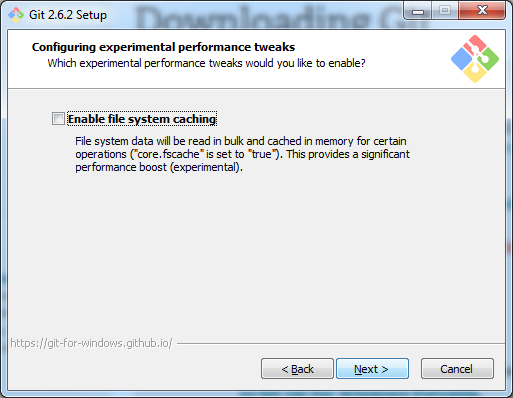 Downloading Git
Git 2.6.2 Setup
Configuring experimental performance tweaks
Which experimental performance tweaks would you like to enable?
Enable file system caching
File system data will be read in bulk and cached in memory for certain
operations ("core.fscache" is set to "true"). This provides a significant
performance boost (experimental).
https://git-for-windows.github.io/
< Back
Next >
Cancel